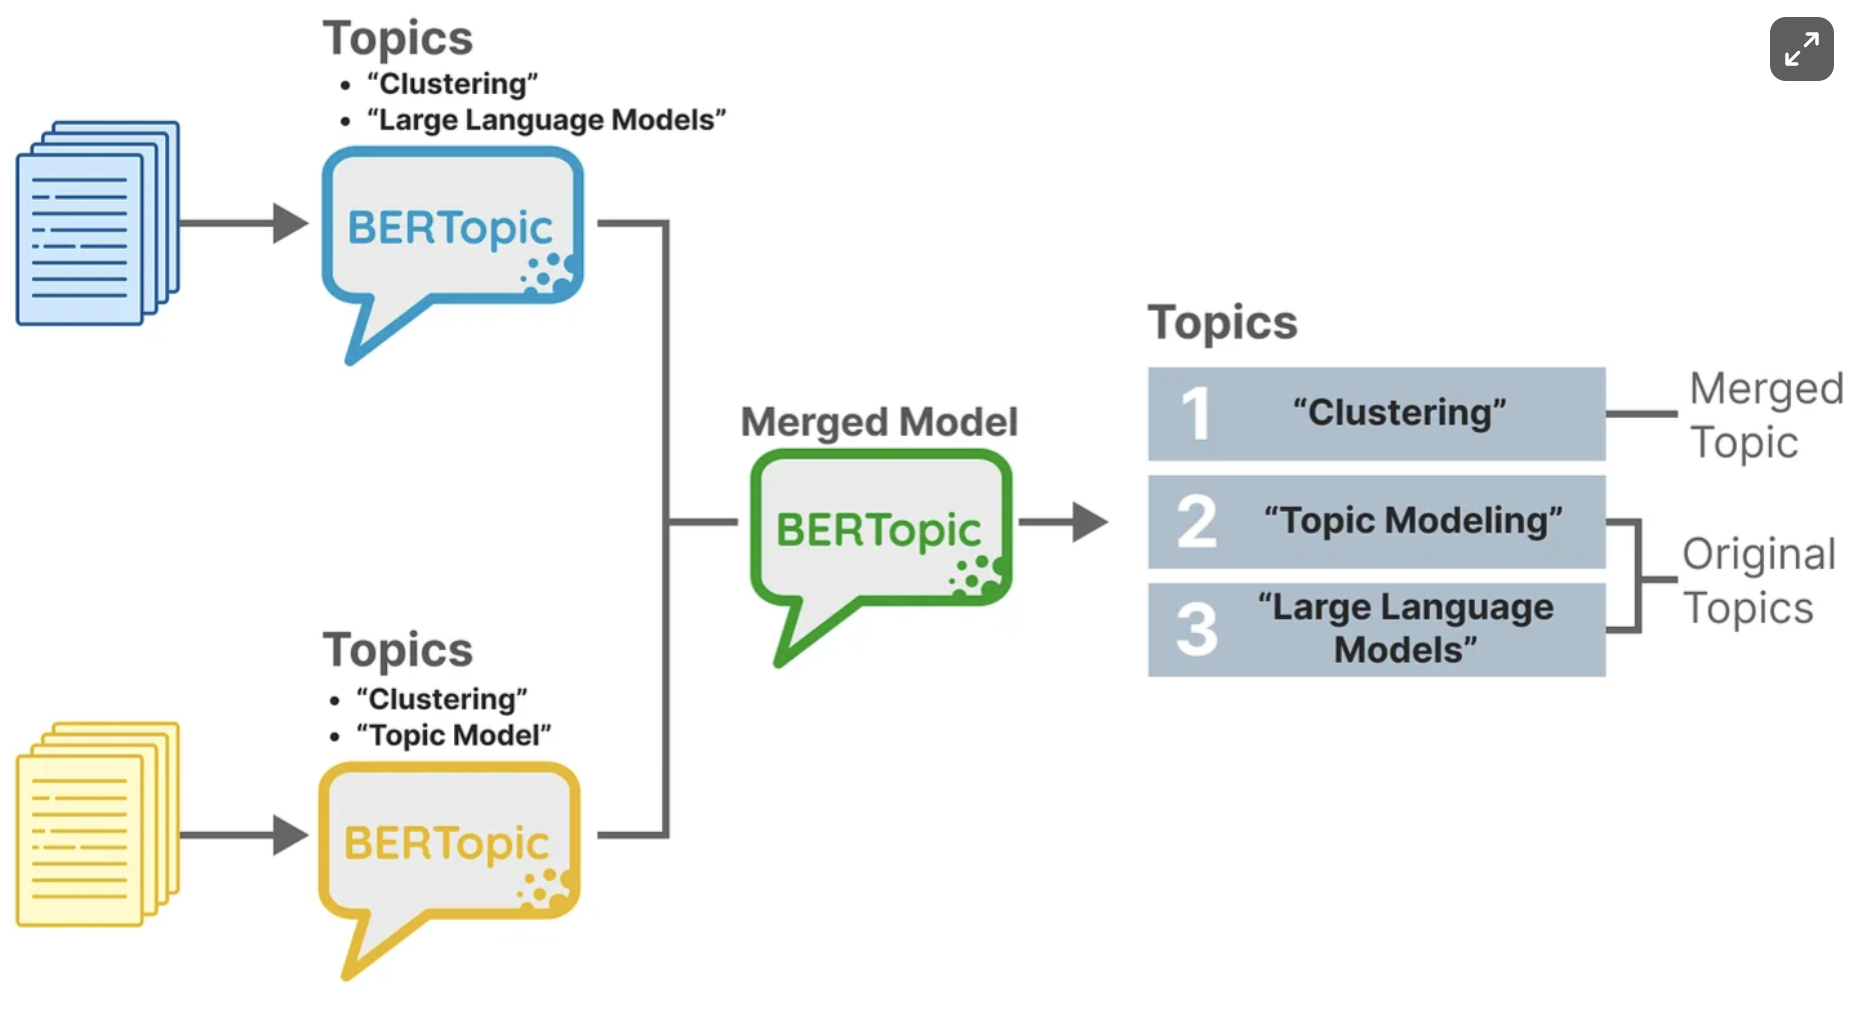 Topics
• “Clustering”
• “Large Language Models”
BERTopic
Topics
• “Clustering”
• “Topic Model”
BERTopic
Merged Model
BERTopic
Topics
1 “Clustering”
Merged
Topic
2 “Topic Modeling”
3 “Large Language
Models”
Original
Topics